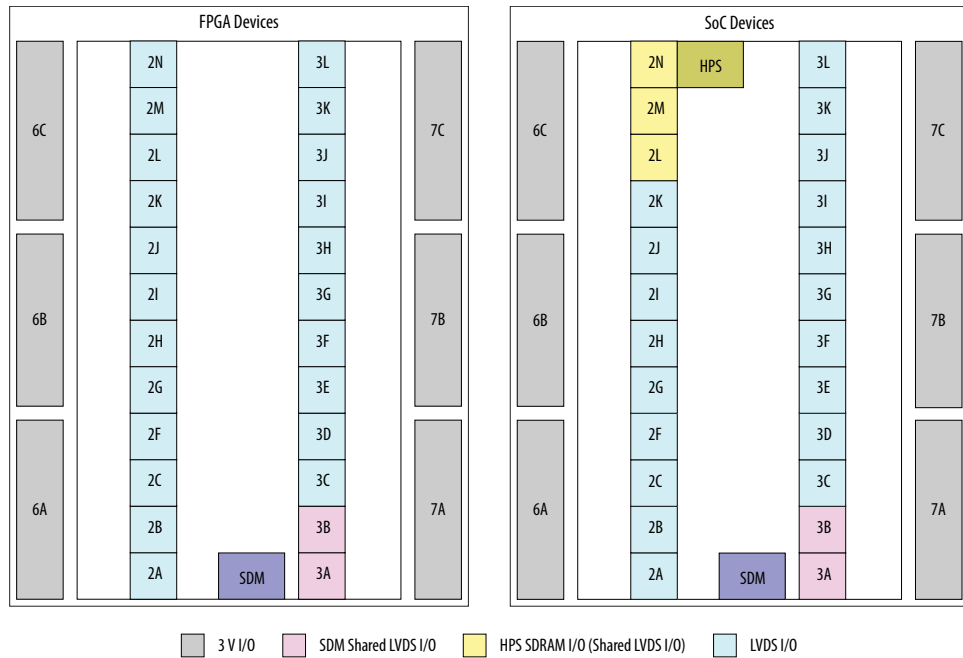 FPGA Devices
6C
6B
6A
2N
2M
2L
2K
2J
2I
2H
2G
2F
2C
2B
2A
SDM
3L
3K
3J
3I
3H
3G
3F
3E
3D
3C
3B
3A
7C
7B
7A
SoC Devices
6C
6B
6A
2N
2M
2L
2K
2J
2I
2H
2G
2F
2C
2B
2A
HPS
SDM
3L
3K
3J
3I
3H
3G
3F
3E
3D
3C
3B
3A
7C
7B
7A
3 V I/O
SDM Shared LVDS I/O
HPS SDRAM I/O (Shared LVDS I/O)
LVDS I/O